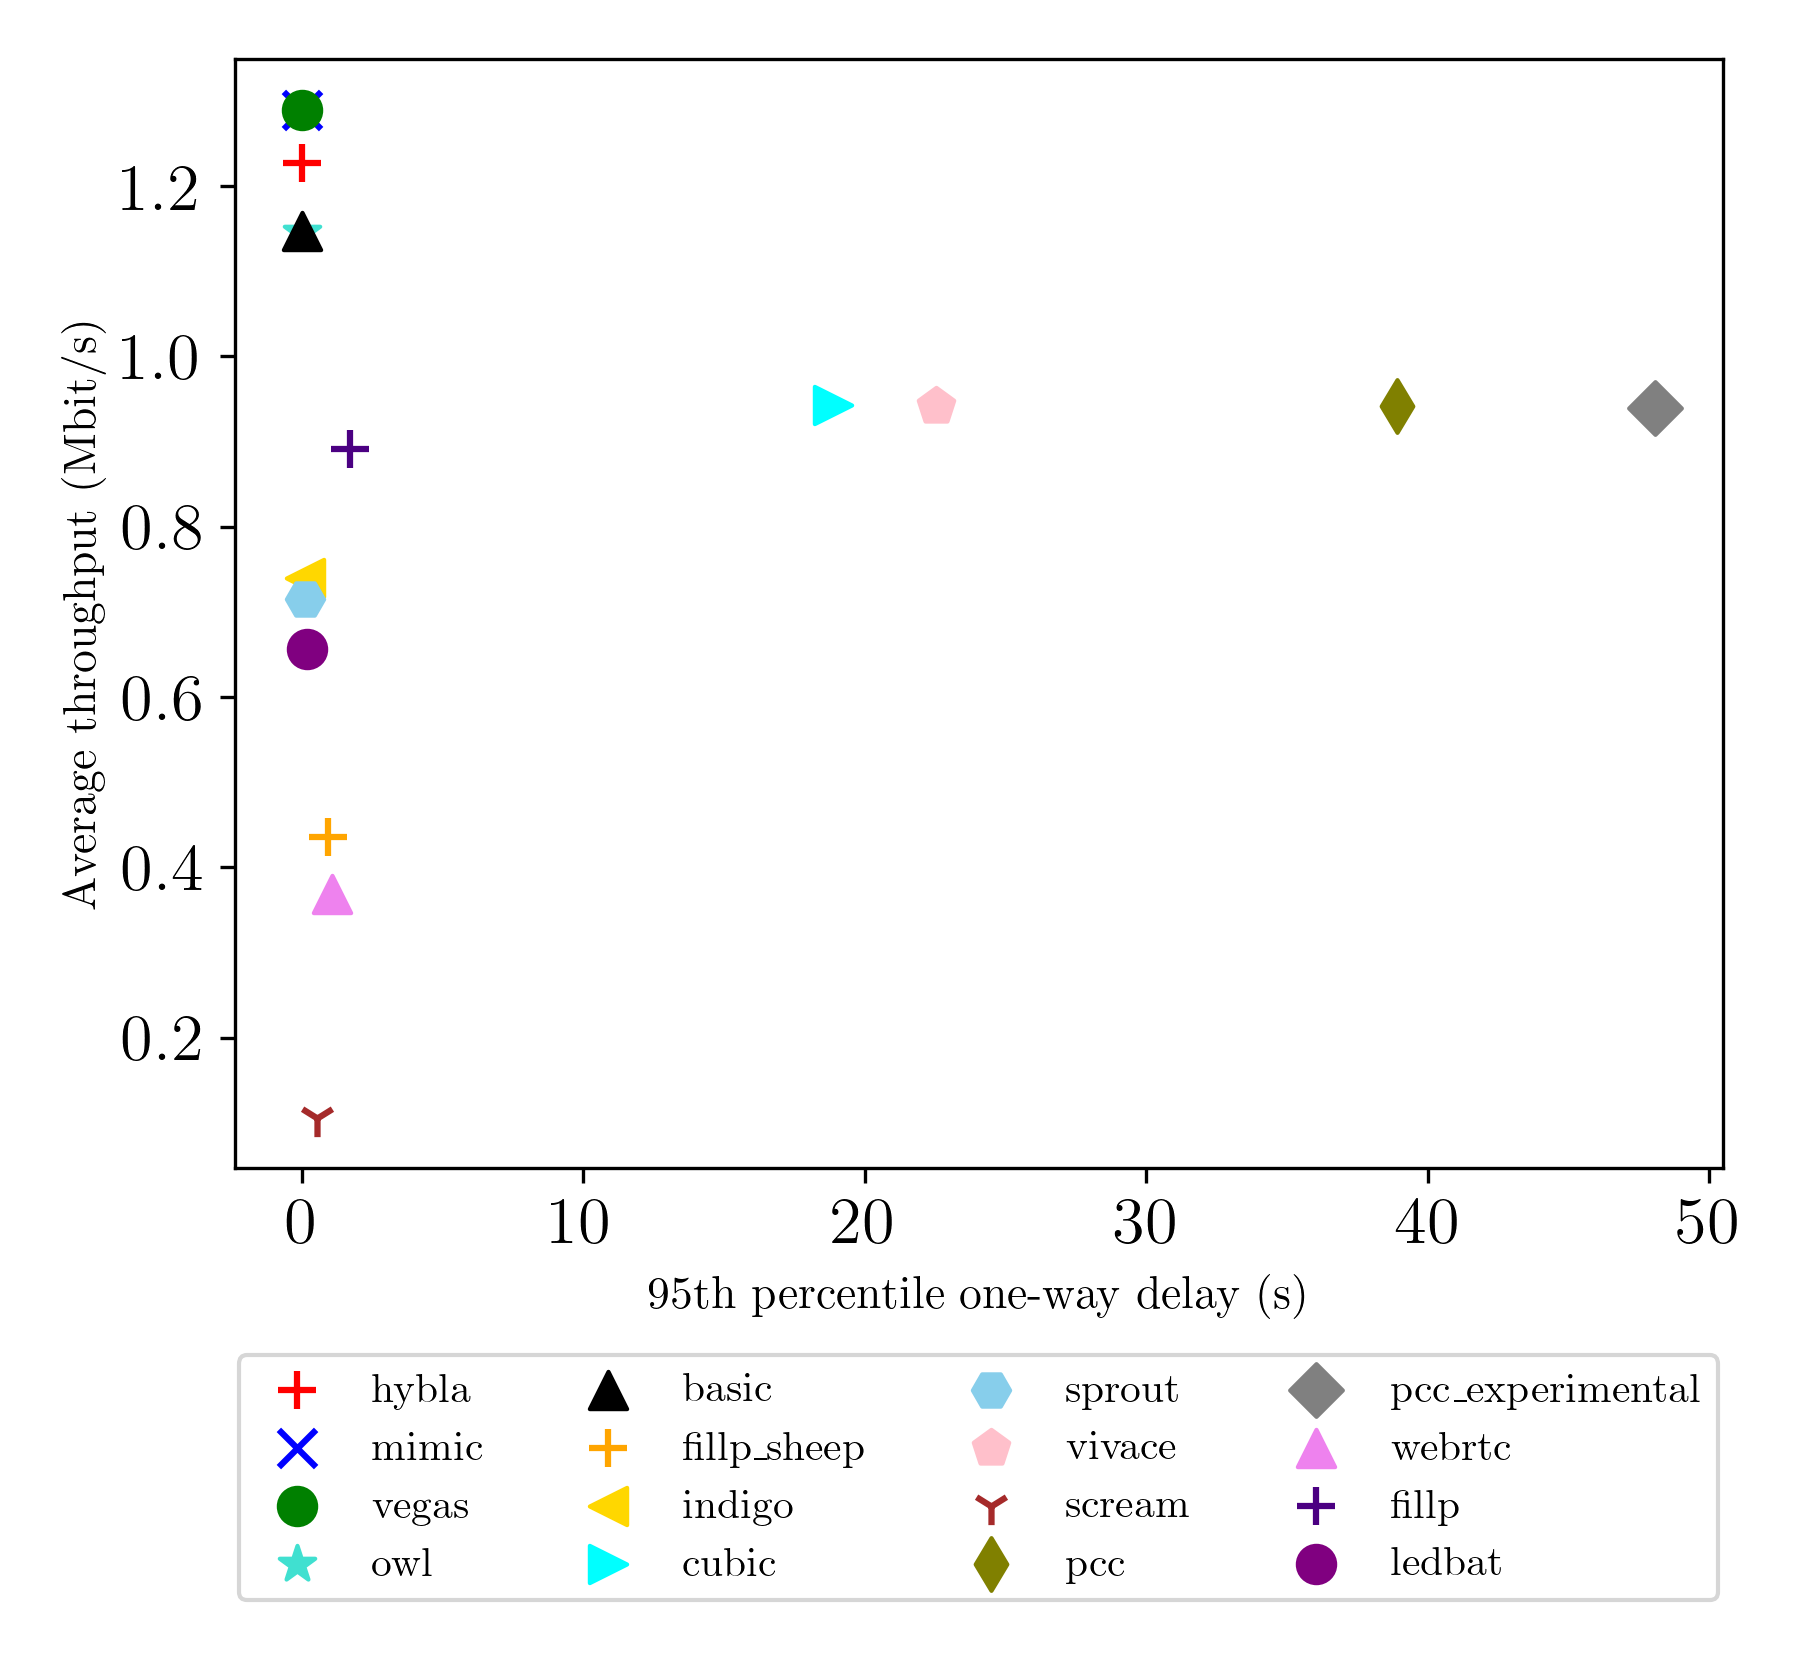 1.2
1.0
0.8
0.6
0.4
0.2
Average throughput (Mbit/s)
0 10 20 30 40 50
95th percentile one-way delay (s)
hybla basic sprout pcc_experimental
mimic fillp_sheep vivace webrtc
vegas indigo scream fillp
owl cubic pcc ledbat